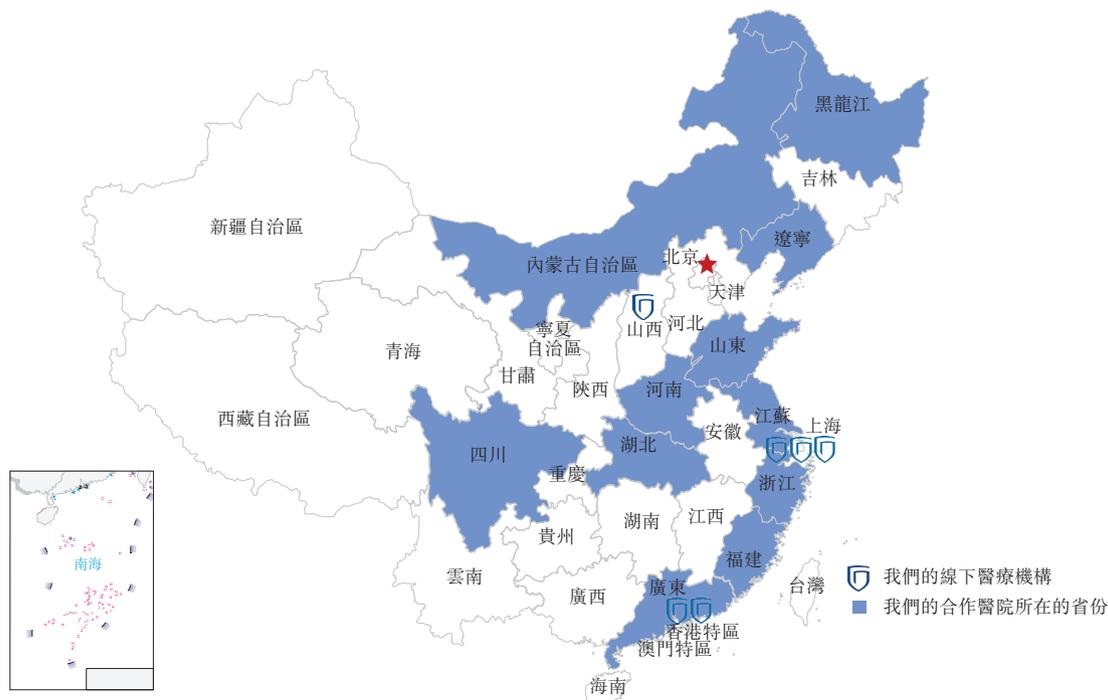 黑龍江
吉林
新疆自治區
遼寧
北京
內蒙古自治區
天津
寧夏
自治區
山西
河北
青海
山東
甘肅
陝西
河南
西藏自治區
江蘇
上海
安徽
湖北
四川
重慶
浙江
湖南
江西
貴州
福建
南海
雲南
廣西
廣東
台灣
香港特區
澳門特區
海南
我們的線下醫療機構
我們的合作醫院所在的省份